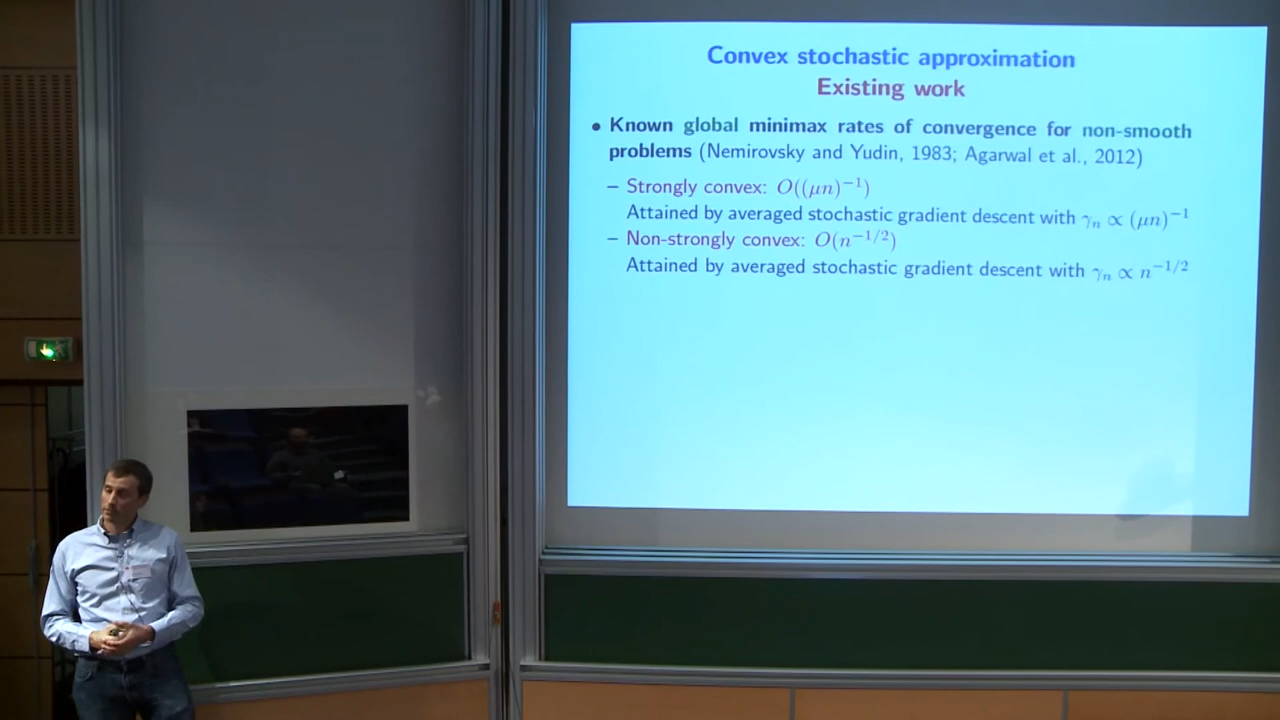 Convex stochastic approximation
Existing work
• Known global minimax rates of convergence for non-smooth
problems (Nemirovsky and Yudin, 1983; Agarwal et al., 2012)
– Strongly convex: O((μn)⁻¹)
Attained by averaged stochastic gradient descent with γₙ ∝ (μn)⁻¹
– Non-strongly convex: O(n⁻¹/²)
Attained by averaged stochastic gradient descent with γₙ ∝ n⁻¹/²